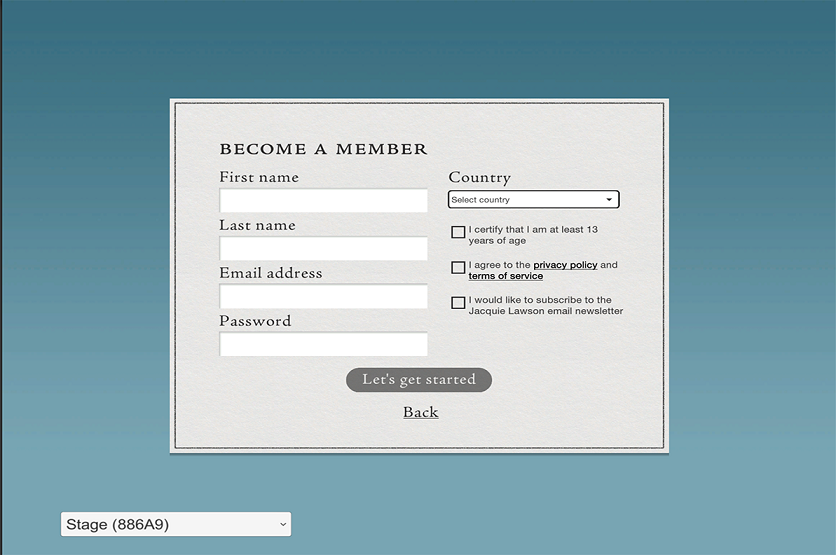 BECOME A MEMBER
First name
Last name
Email address
Password
Country
Select country
I certify that I am at least 13
years of age
I agree to the privacy policy and
terms of service
I would like to subscribe to the
Jacquie Lawson email newsletter
Let's get started
Back
Stage (886A9)